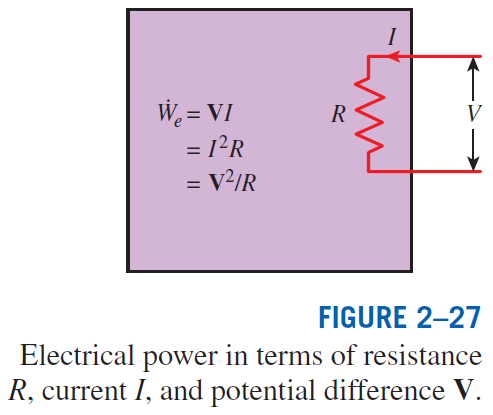 I
Ẇe = VI
= I²R
= V²/R
R
V
FIGURE 2–27
Electrical power in terms of resistance
R, current I, and potential difference V.